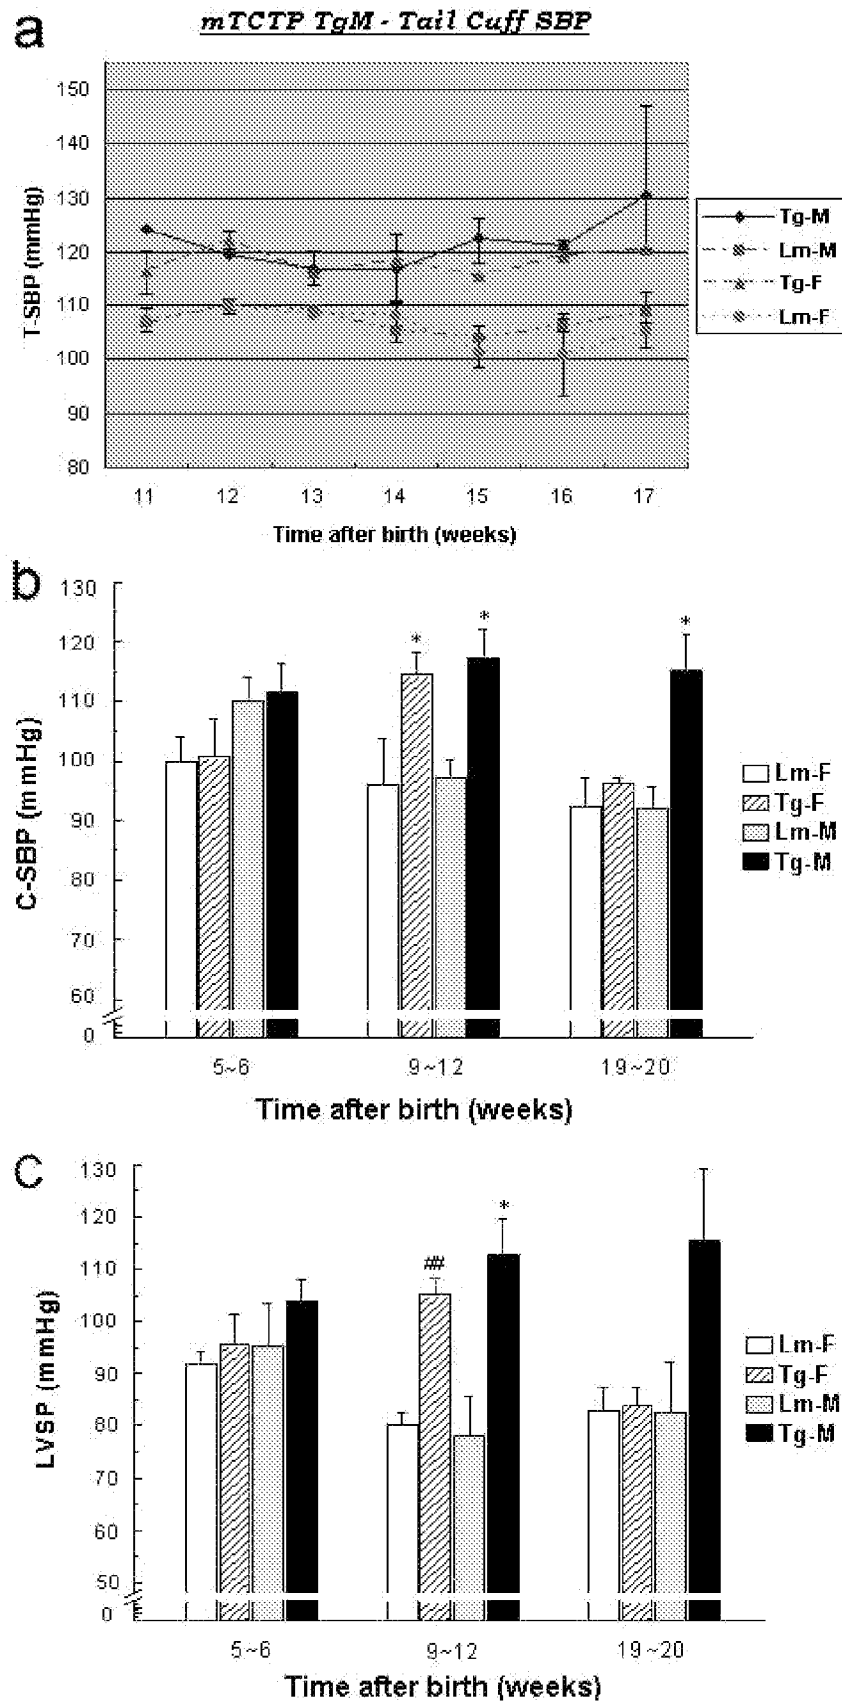 a
mTCTP TgM - Tail Cuff SBP
150
140
130
120
110
100
90
80
T-SBP (mmHg)
11 12 13 14 15 16 17
Time after birth (weeks)
Tg-M
Lm-M
Tg-F
Lm-F
b
130
120
110
100
90
80
70
60
0
C-SBP (mmHg)
* * *
5~6 9~12 19~20
Time after birth (weeks)
Lm-F
Tg-F
Lm-M
Tg-M
C
130
120
110
100
90
80
70
60
50
0
LVSP (mmHg)
## *
5~6 9~12 19~20
Time after birth (weeks)
Lm-F
Tg-F
Lm-M
Tg-M